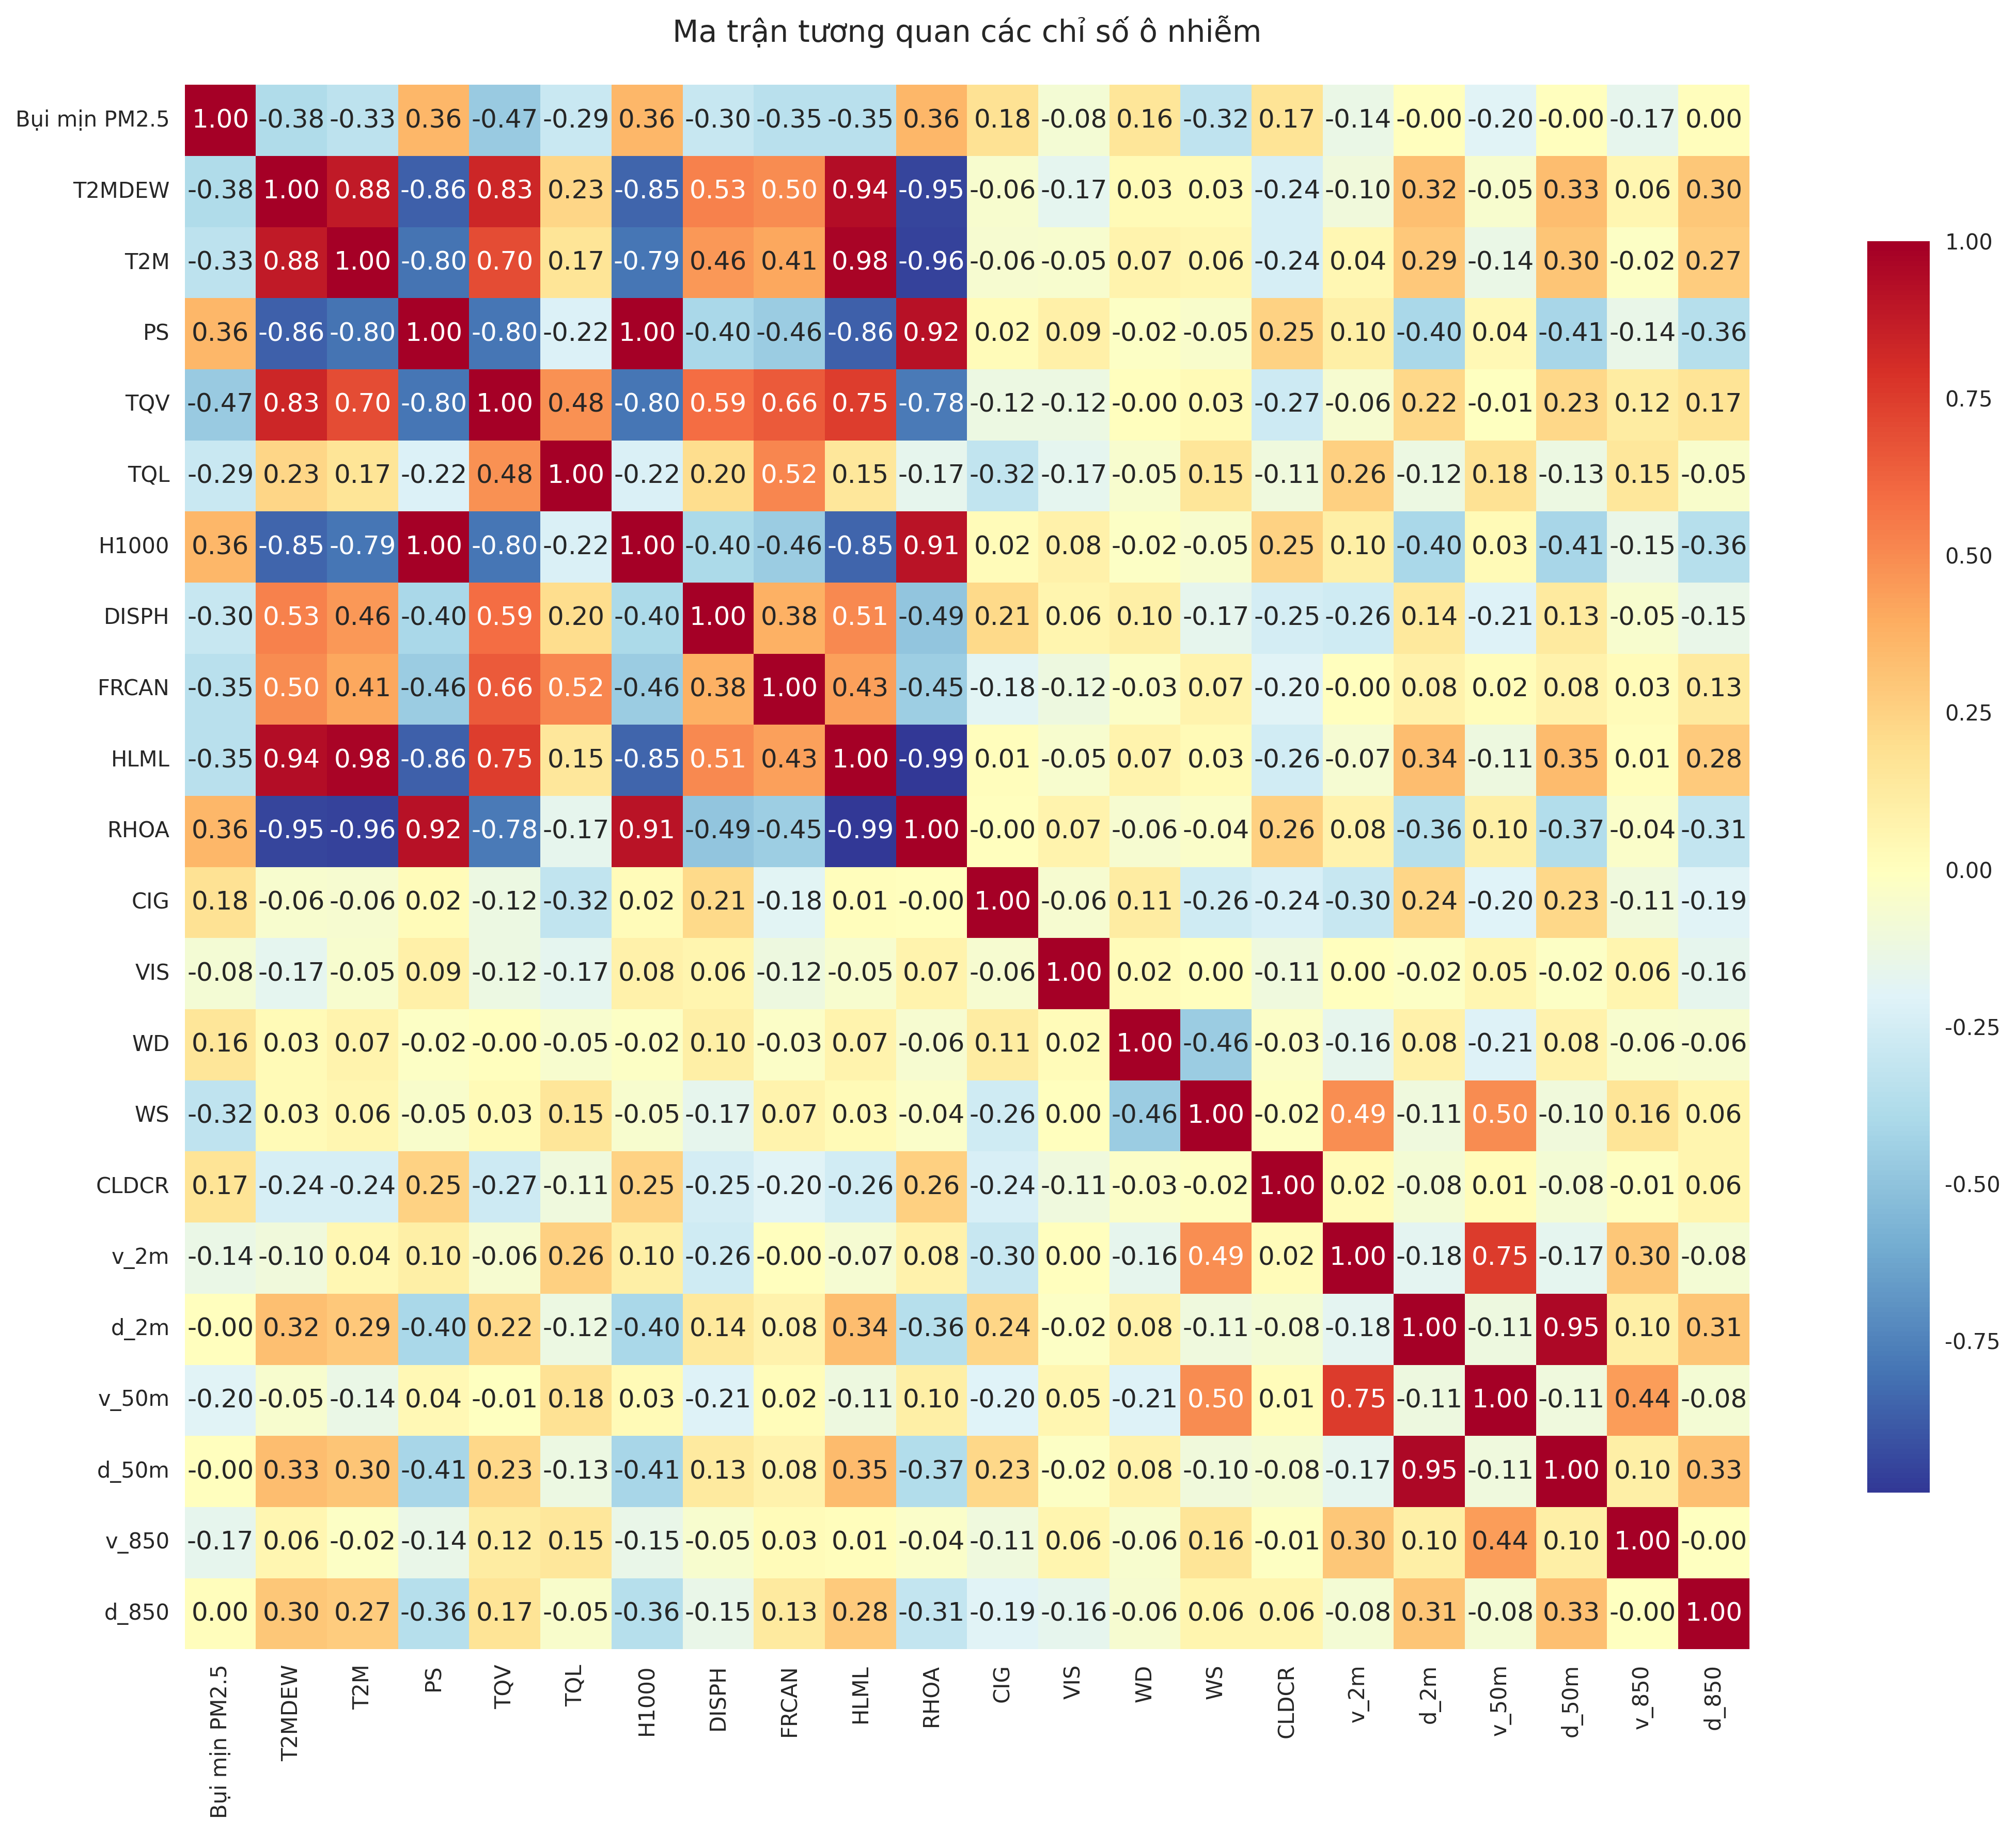 Ma trận tương quan các chỉ số ô nhiễm
Bụi mịn PM2.5 1.00 -0.38 -0.33 0.36 -0.47 -0.29 0.36 -0.30 -0.35 -0.35 0.36 0.18 -0.08 0.16 -0.32 0.17 -0.14 -0.00 -0.20 -0.00 -0.17 0.00
T2MDEW -0.38 1.00 0.88 -0.86 0.83 0.23 -0.85 0.53 0.50 0.94 -0.95 -0.06 -0.17 0.03 0.03 -0.24 -0.10 0.32 -0.05 0.33 0.06 0.30
T2M -0.33 0.88 1.00 -0.80 0.70 0.17 -0.79 0.46 0.41 0.98 -0.96 -0.06 -0.05 0.07 0.06 -0.24 0.04 0.29 -0.14 0.30 -0.02 0.27
1.00
PS 0.36 -0.86 -0.80 1.00 -0.80 -0.22 1.00 -0.40 -0.46 -0.86 0.92 0.02 0.09 -0.02 -0.05 0.25 0.10 -0.40 0.04 -0.41 -0.14 -0.36
TQV -0.47 0.83 0.70 -0.80 1.00 0.48 -0.80 0.59 0.66 0.75 -0.78 -0.12 -0.12 -0.00 0.03 -0.27 -0.06 0.22 -0.01 0.23 0.12 0.17
0.75
TQL -0.29 0.23 0.17 -0.22 0.48 1.00 -0.22 0.20 0.52 0.15 -0.17 -0.32 -0.17 -0.05 0.15 -0.11 0.26 -0.12 0.18 -0.13 0.15 -0.05
H1000 0.36 -0.85 -0.79 1.00 -0.80 -0.22 1.00 -0.40 -0.46 -0.85 0.91 0.02 0.08 -0.02 -0.05 0.25 0.10 -0.40 0.03 -0.41 -0.15 -0.36
0.50
DISPH -0.30 0.53 0.46 -0.40 0.59 0.20 -0.40 1.00 0.38 0.51 -0.49 0.21 0.06 0.10 -0.17 -0.25 -0.26 0.14 -0.21 0.13 -0.05 -0.15
FRCAN -0.35 0.50 0.41 -0.46 0.66 0.52 -0.46 0.38 1.00 0.43 -0.45 -0.18 -0.12 -0.03 0.07 -0.20 -0.00 0.08 0.02 0.08 0.03 0.13
0.25
HLML -0.35 0.94 0.98 -0.86 0.75 0.15 -0.85 0.51 0.43 1.00 -0.99 0.01 -0.05 0.07 0.03 -0.26 -0.07 0.34 -0.11 0.35 0.01 0.28
RHOA 0.36 -0.95 -0.96 0.92 -0.78 -0.17 0.91 -0.49 -0.45 -0.99 1.00 -0.00 0.07 -0.06 -0.04 0.26 0.08 -0.36 0.10 -0.37 -0.04 -0.31
0.00
CIG 0.18 -0.06 -0.06 0.02 -0.12 -0.32 0.02 0.21 -0.18 0.01 -0.00 1.00 -0.06 0.11 -0.26 -0.24 -0.30 0.24 -0.20 0.23 -0.11 -0.19
VIS -0.08 -0.17 -0.05 0.09 -0.12 -0.17 0.08 0.06 -0.12 -0.05 0.07 -0.06 1.00 0.02 0.00 -0.11 0.00 -0.02 0.05 -0.02 0.06 -0.16
-0.25
WD 0.16 0.03 0.07 -0.02 -0.00 -0.05 -0.02 0.10 -0.03 0.07 -0.06 0.11 0.02 1.00 -0.46 -0.03 -0.16 0.08 -0.21 0.08 -0.06 -0.06
WS -0.32 0.03 0.06 -0.05 0.03 0.15 -0.05 -0.17 0.07 0.03 -0.04 -0.26 0.00 -0.46 1.00 -0.02 0.49 -0.11 0.50 -0.10 0.16 0.06
-0.50
CLDCR 0.17 -0.24 -0.24 0.25 -0.27 -0.11 0.25 -0.25 -0.20 -0.26 0.26 -0.24 -0.11 -0.03 -0.02 1.00 0.02 -0.08 0.01 -0.08 -0.01 0.06
v_2m -0.14 -0.10 0.04 0.10 -0.06 0.26 0.10 -0.26 -0.00 -0.07 0.08 -0.30 0.00 -0.16 0.49 0.02 1.00 -0.18 0.75 -0.17 0.30 -0.08
d_2m -0.00 0.32 0.29 -0.40 0.22 -0.12 -0.40 0.14 0.08 0.34 -0.36 0.24 -0.02 0.08 -0.11 -0.08 -0.18 1.00 -0.11 0.95 0.10 0.31
-0.75
v_50m -0.20 -0.05 -0.14 0.04 -0.01 0.18 0.03 -0.21 0.02 -0.11 0.10 -0.20 0.05 -0.21 0.50 0.01 0.75 -0.11 1.00 -0.11 0.44 -0.08
d_50m -0.00 0.33 0.30 -0.41 0.23 -0.13 -0.41 0.13 0.08 0.35 -0.37 0.23 -0.02 0.08 -0.10 -0.08 -0.17 0.95 -0.11 1.00 0.10 0.33
v_850 -0.17 0.06 -0.02 -0.14 0.12 0.15 -0.15 -0.05 0.03 0.01 -0.04 -0.11 0.06 -0.06 0.16 -0.01 0.30 0.10 0.44 0.10 1.00 -0.00
d_850 0.00 0.30 0.27 -0.36 0.17 -0.05 -0.36 -0.15 0.13 0.28 -0.31 -0.19 -0.16 -0.06 0.06 0.06 -0.08 0.31 -0.08 0.33 -0.00 1.00
Bụi mịn PM2.5 T2MDEW T2M PS TQV TQL H1000 DISPH FRCAN HLML RHOA CIG VIS WD WS CLDCR v_2m d_2m v_50m d_50m v_850 d_850